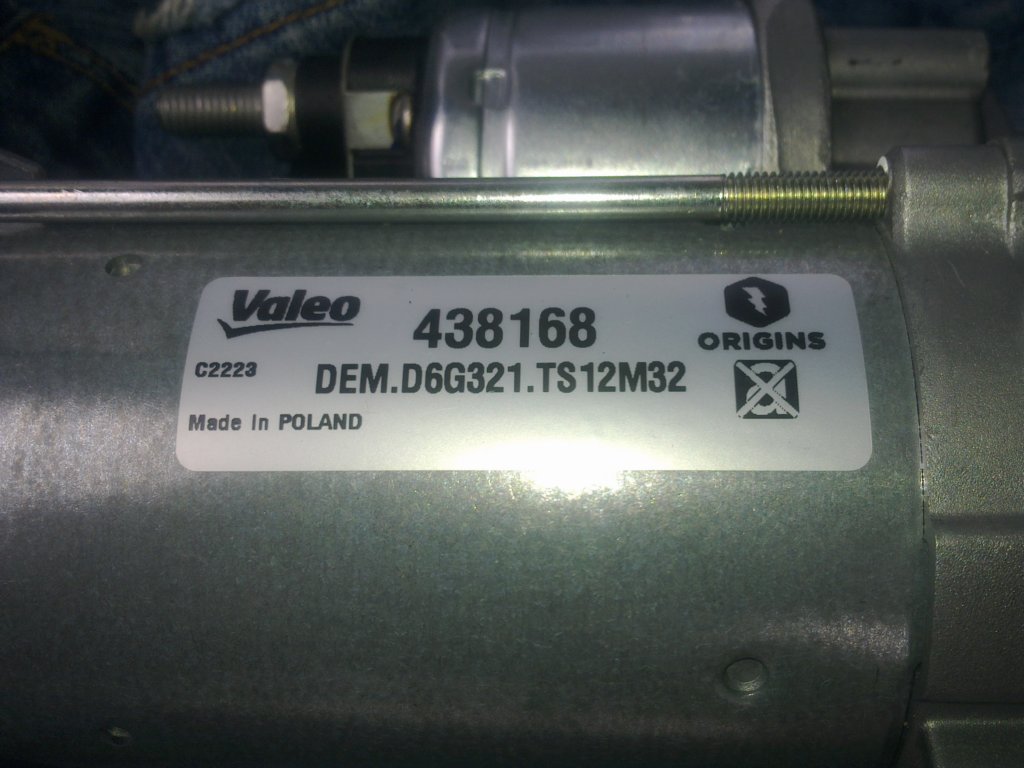 Valeo
438168
ORIGINS
C2223
DEM.D6G321.TS12M32
Made in POLAND